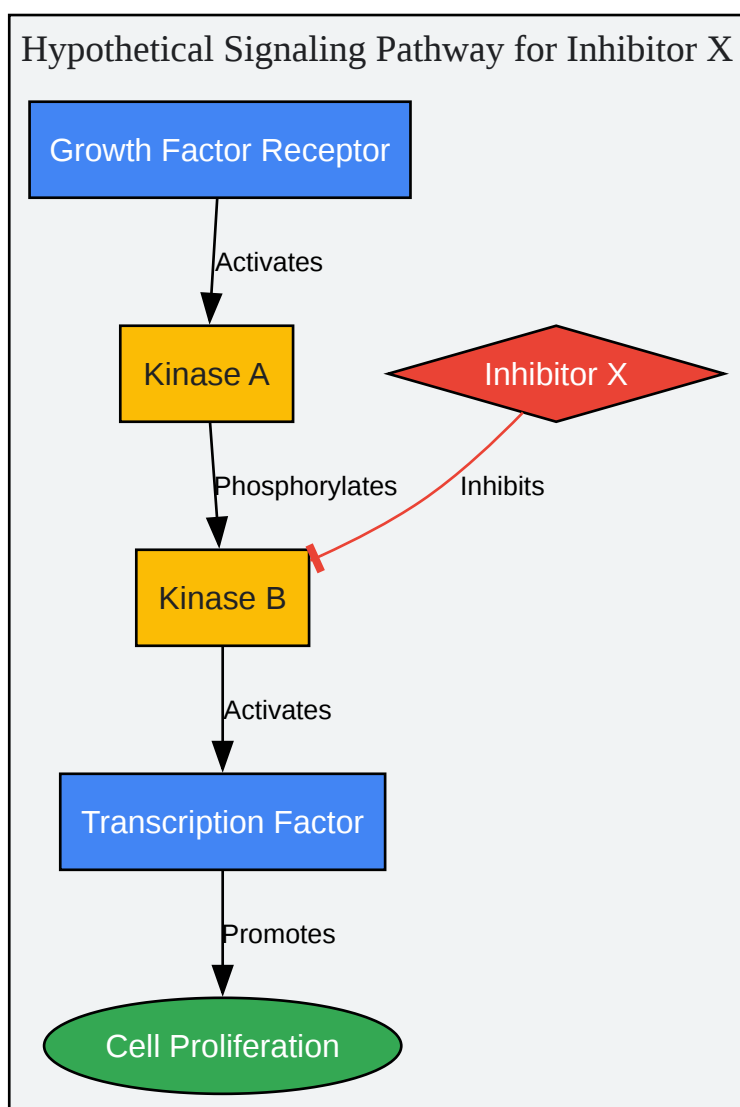 Hypothetical Signaling Pathway for Inhibitor X
Growth Factor Receptor
Activates
Kinase A
Inhibitor X
Phosphorylates
Inhibits
Kinase B
Activates
Transcription Factor
Promotes
Cell Proliferation